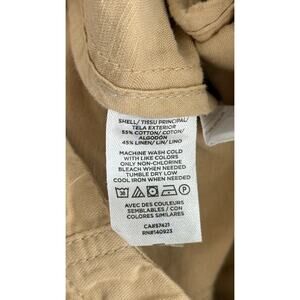 SHELL/ TISSU PRINCIPAL/
TELA EXTERIOR
55% COTTON/ COTON/
ALGODON
45% LINEN/ LIN/ LINO
MACHINE WASH COLD
WITH LIKE COLORS
ONLY NON-CHLORINE
BLEACH WHEN NEEDED
TUMBLE DRY LOW
COOL IRON WHEN NEEDED
30 P
AVEC DES COULEURS
SEMBLABLES / CON
COLORES SIMILARES
CA#57421
RN#140923